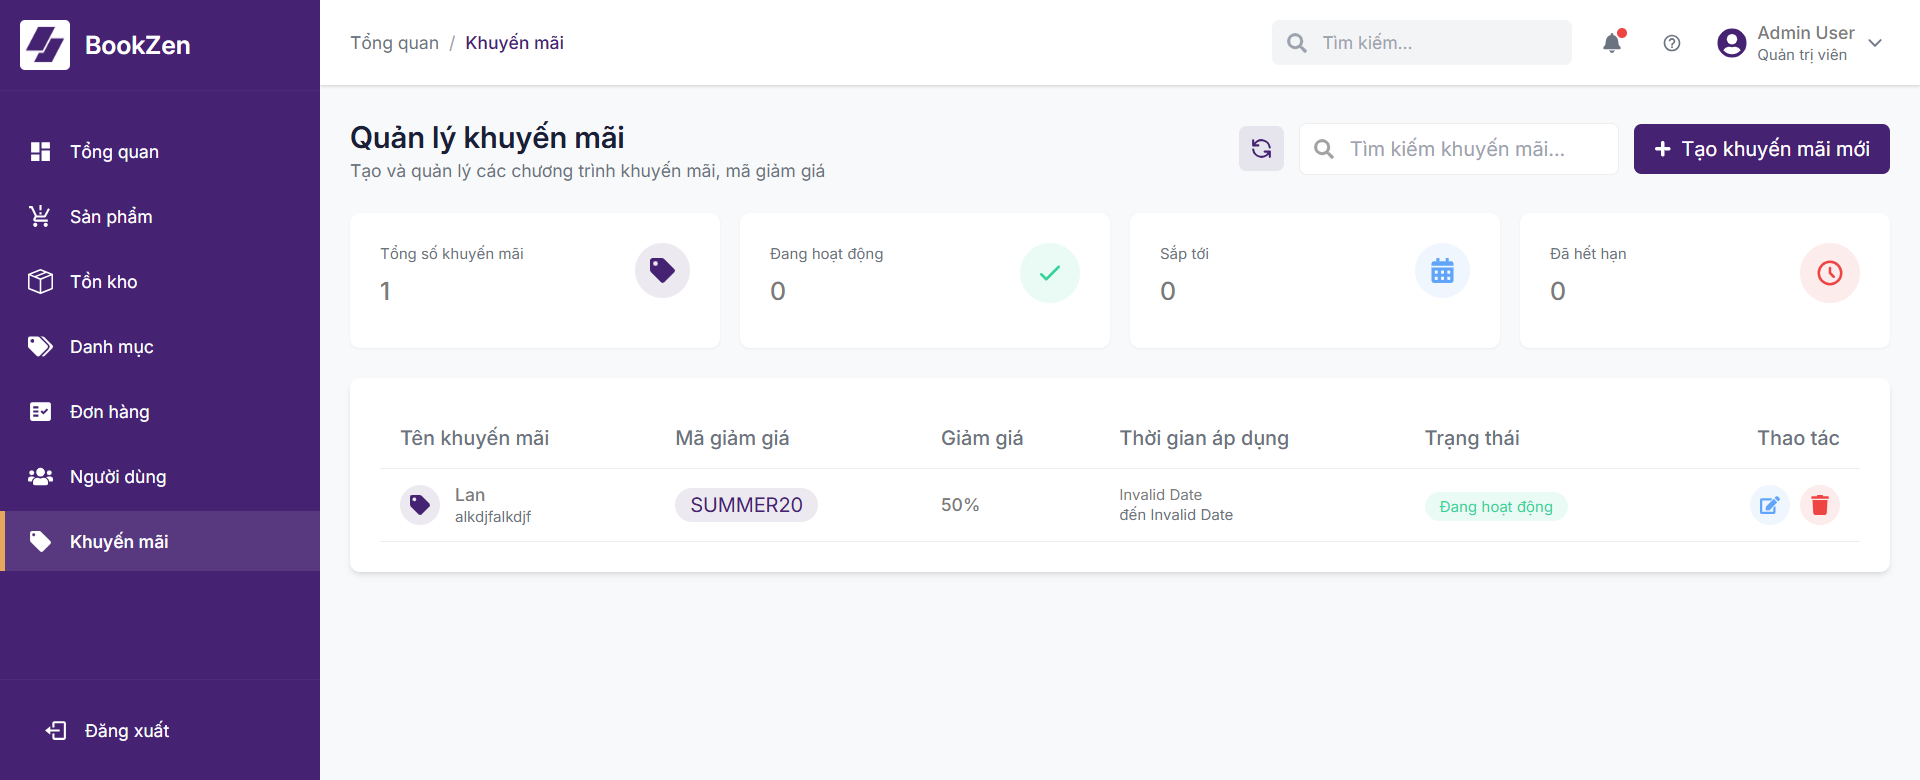 BookZen
Tổng quan
Sản phẩm
Tồn kho
Danh mục
Đơn hàng
Người dùng
Khuyến mãi
Đăng xuất
Tổng quan / Khuyến mãi
Tìm kiếm...
Admin User
Quản trị viên
Quản lý khuyến mãi
Tạo và quản lý các chương trình khuyến mãi, mã giảm giá
Tìm kiếm khuyến mãi...
Tạo khuyến mãi mới
Tổng số khuyến mãi
1
Đang hoạt động
0
Sắp tới
0
Đã hết hạn
0
Tên khuyến mãi Mã giảm giá Giảm giá Thời gian áp dụng Trạng thái Thao tác
Lan
alkdjfalkdjf
SUMMER20
50%
Invalid Date
đến Invalid Date
Đang hoạt động